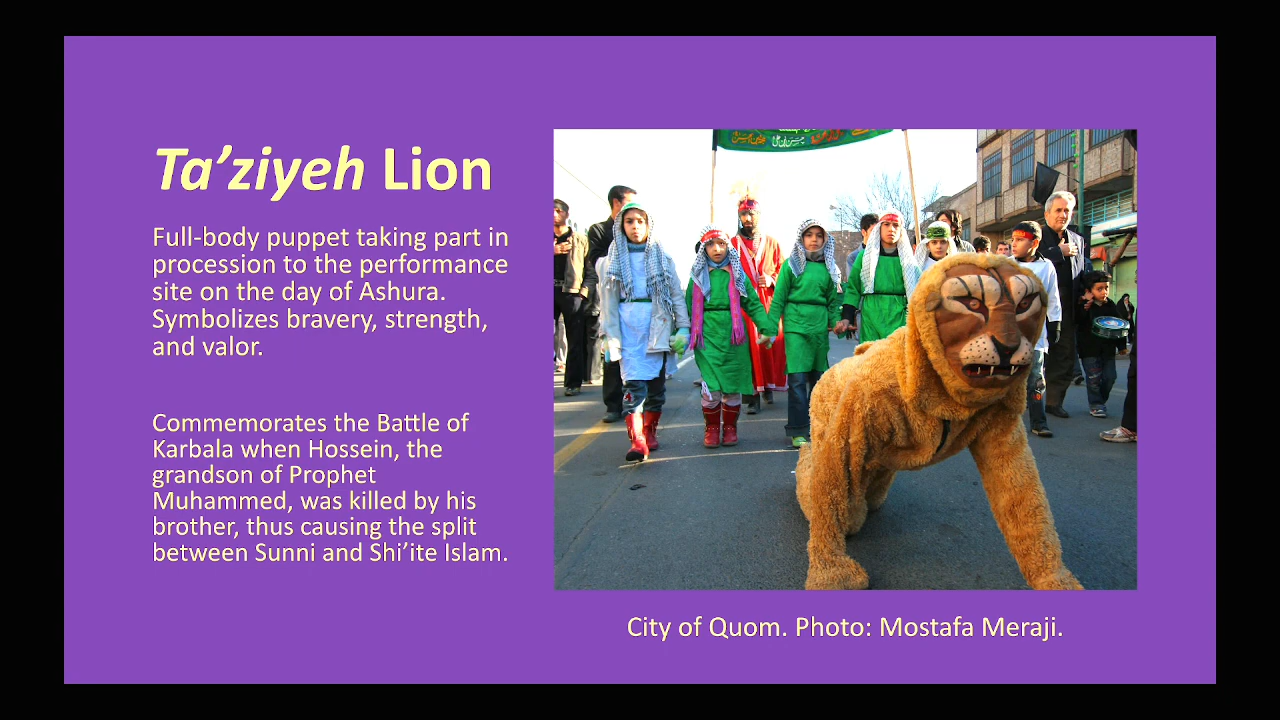 Ta’ziyeh Lion
Full-body puppet taking part in
procession to the performance
site on the day of Ashura.
Symbolizes bravery, strength,
and valor.
Commemorates the Battle of
Karbala when Hossein, the
grandson of Prophet
Muhammed, was killed by his
brother, thus causing the split
between Sunni and Shi’ite Islam.
City of Quom. Photo: Mostafa Meraji.